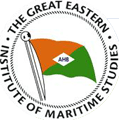 THE GREAT EASTERN
INSTITUTE OF MARITIME STUDIES
AHB